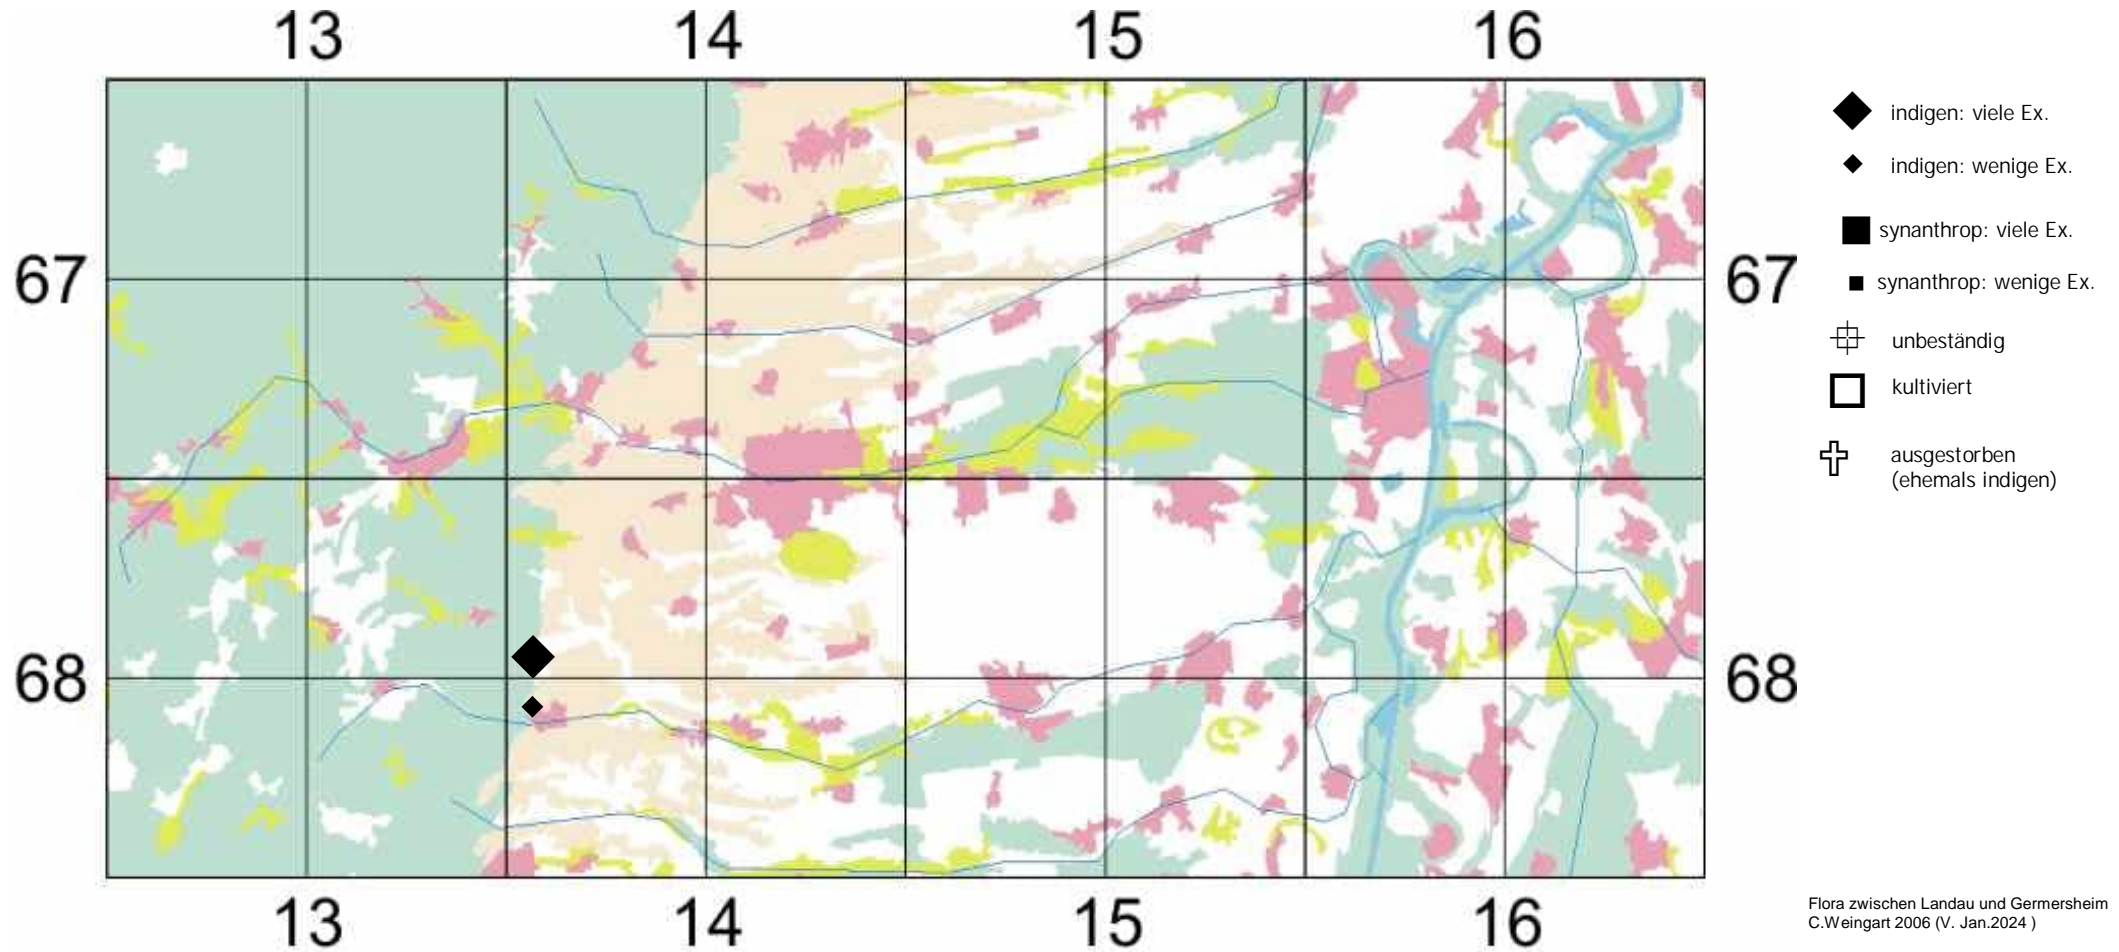 13 14 15 16
indigen: viele Ex.
indigen: wenige Ex.
synanthrop: viele Ex.
67 67
synanthrop: wenige Ex.
unbeständig
kultiviert
ausgestorben
(ehemals indigen)
68 68
13 14 15 16
Flora zwischen Landau und Germersheim
C.Weingart 2006 (V. Jan.2024 )